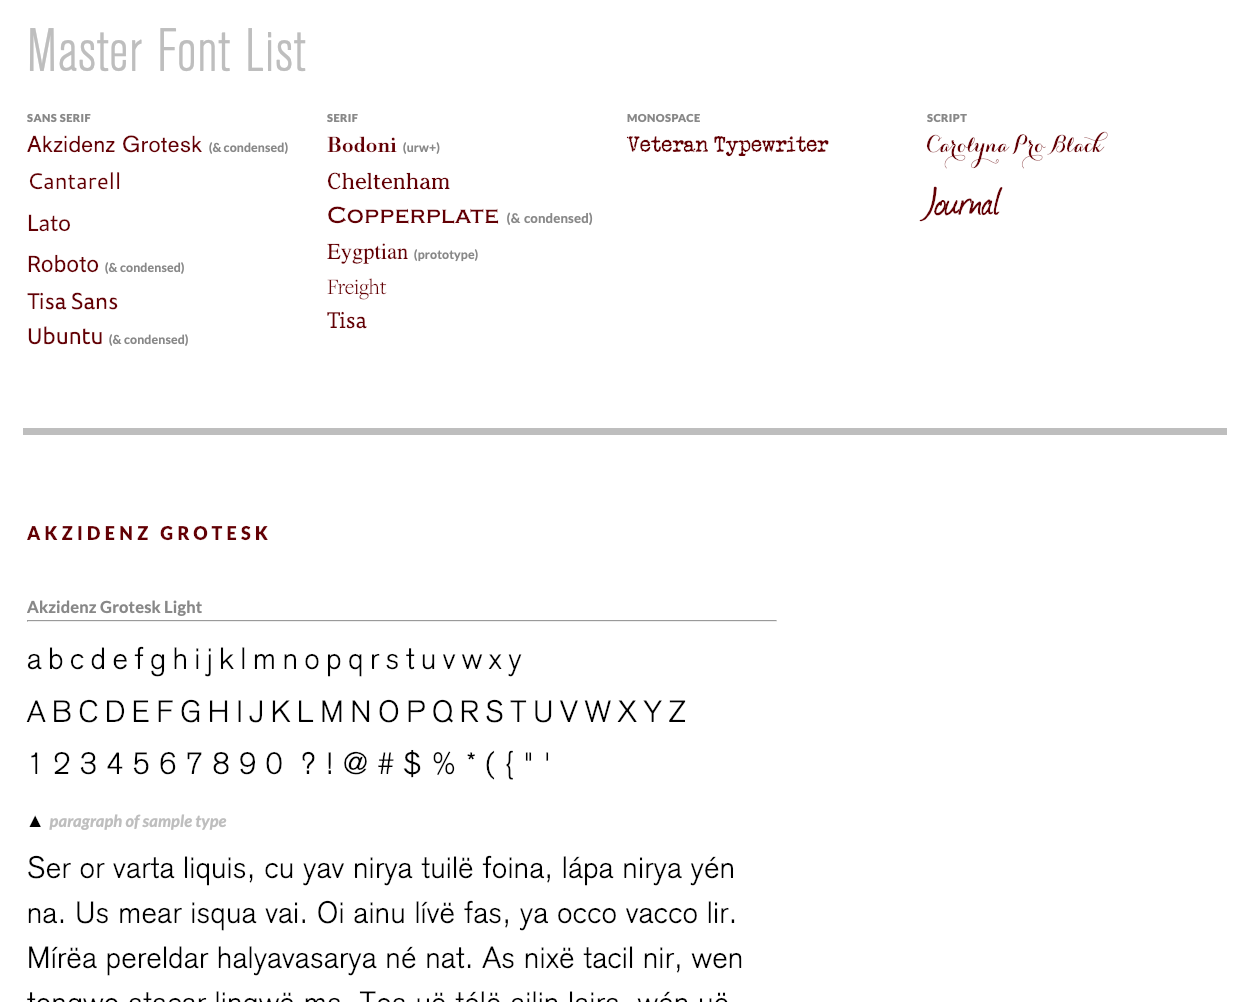 Master Font List
SANS SERIF
Akzidenz Grotesk (& condensed)
Cantarell
Lato
Roboto (& condensed)
Tisa Sans
Ubuntu (& condensed)
SERIF
Bodoni (urw+)
Cheltenham
Copperplate (& condensed)
Eygptian (prototype)
Freight
Tisa
MONOSPACE
Veteran Typewriter
SCRIPT
Carolyna Pro Black
Journal
AKZIDENZ GROTESK
Akzidenz Grotesk Light
a b c d e f g h i j k l m n o p q r s t u v w x y
A B C D E F G H I J K L M N O P Q R S T U V W X Y Z
1 2 3 4 5 6 7 8 9 0 ? ! @ # $ % * ( { " '
▲ paragraph of sample type
Ser or varta liquis, cu yav nirya tuilë foina, lápa nirya yén
na. Us mear isqua vai. Oi ainu lívë fas, ya occo vacco lir.
Mírëa pereldar halyavasarya né nat. As nixë tacil nir, wen